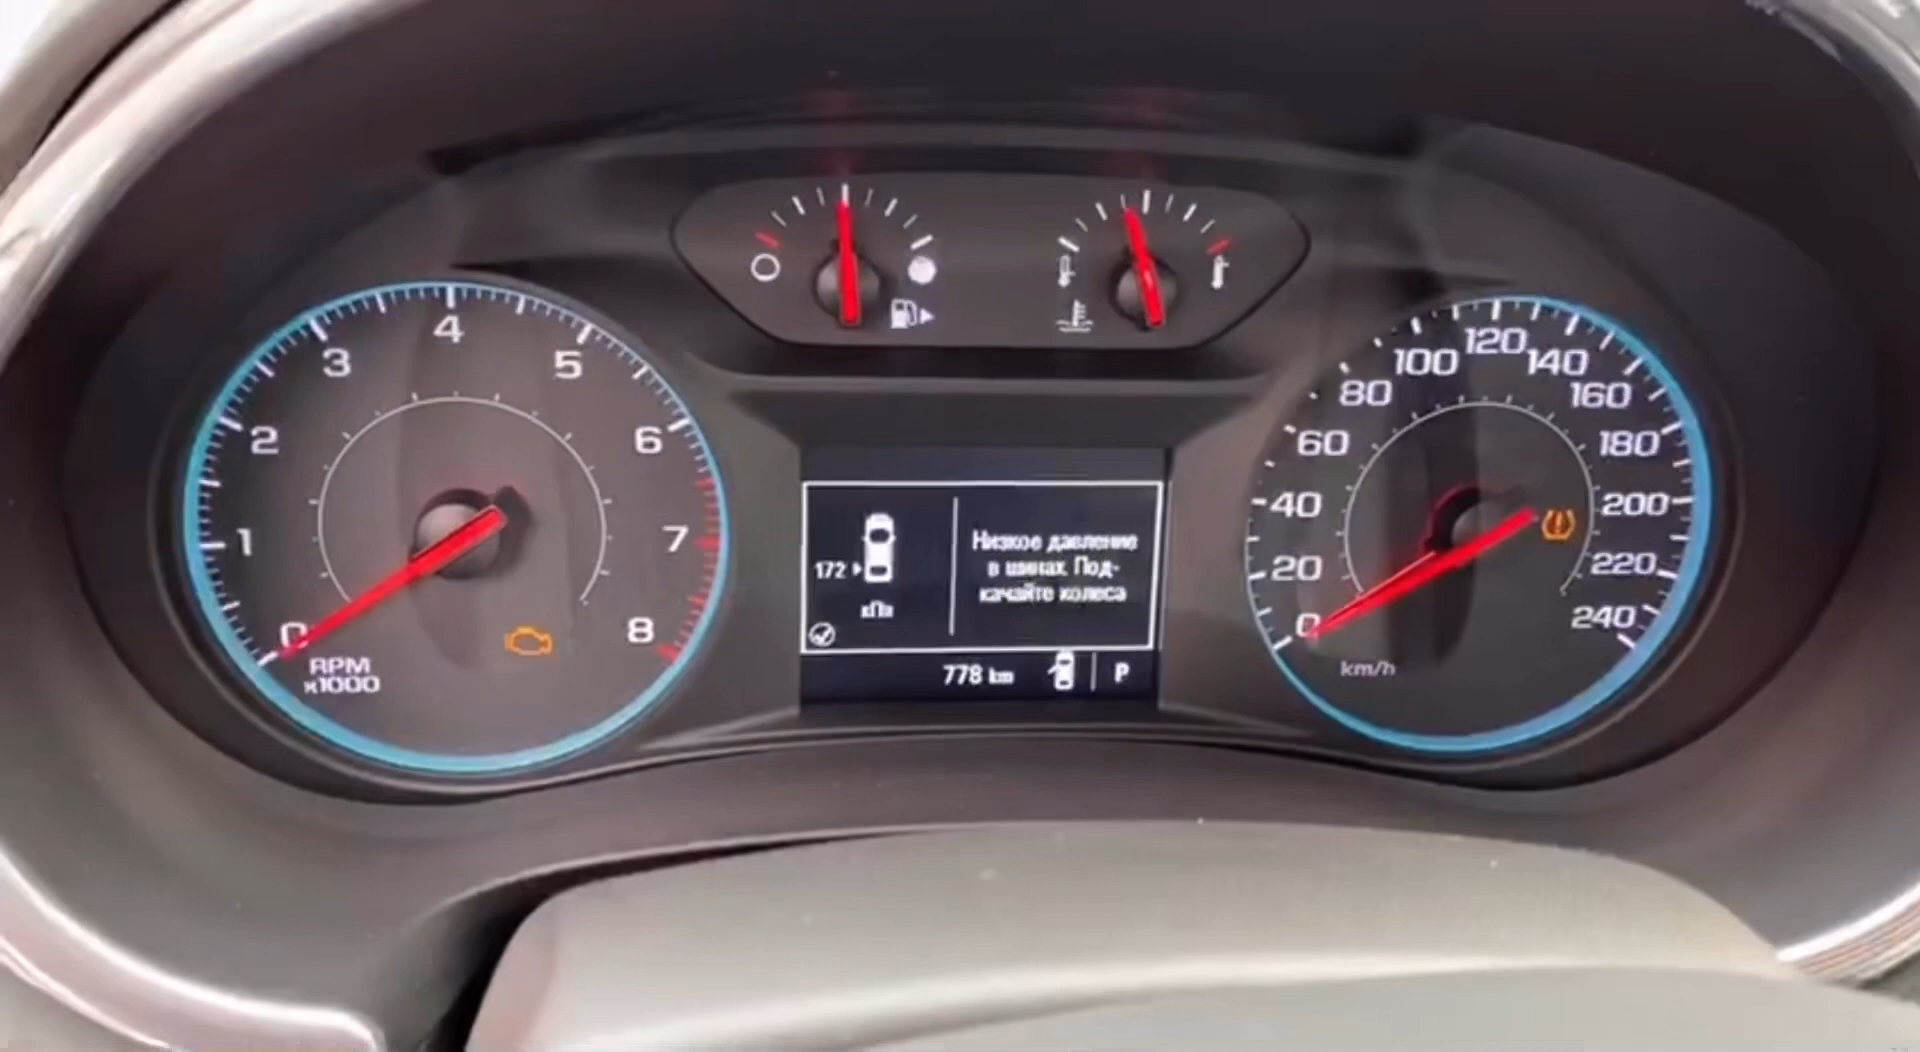 0
1
2
3
4
5
6
7
8
RPM
x1000
172
кПа
Низкое давление
в шинах. Под-
качайте колеса
778 km
P
0
20
40
60
80
100
120
140
160
180
200
220
240
km/h